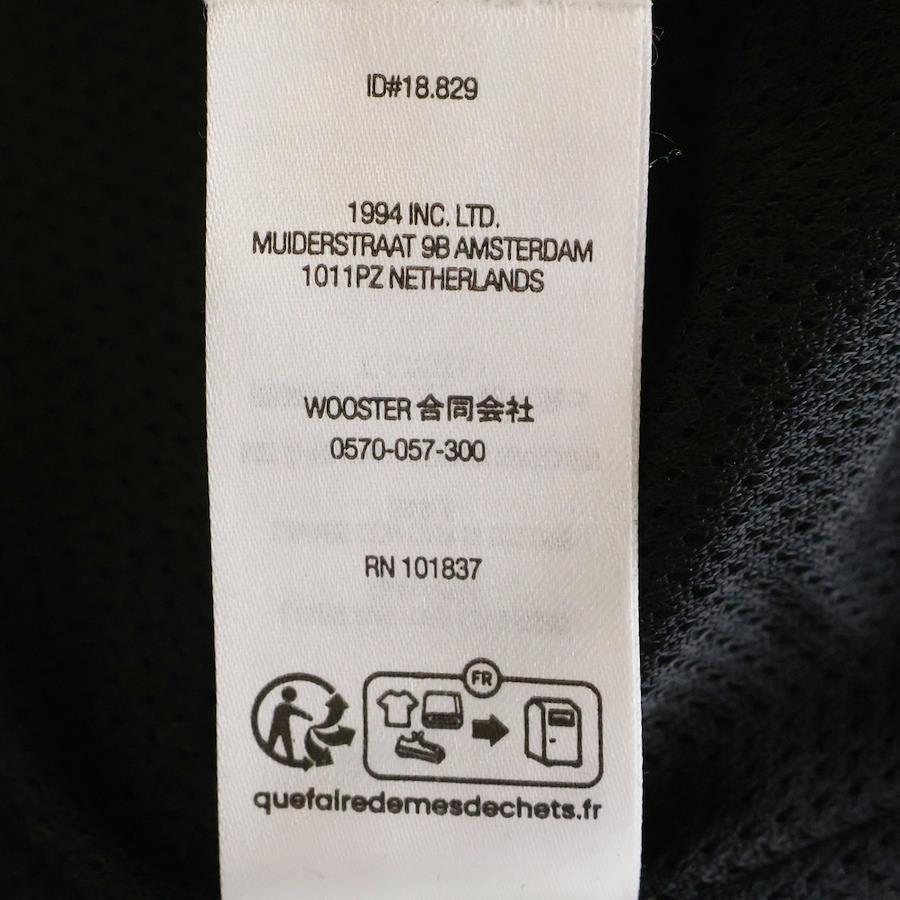 ID#18.829
1994 INC. LTD.
MUIDERSTRAAT 9B AMSTERDAM
1011PZ NETHERLANDS
WOOSTER 合同会社
0570-057-300
RN 101837
FR
quefairedemesdechets.fr